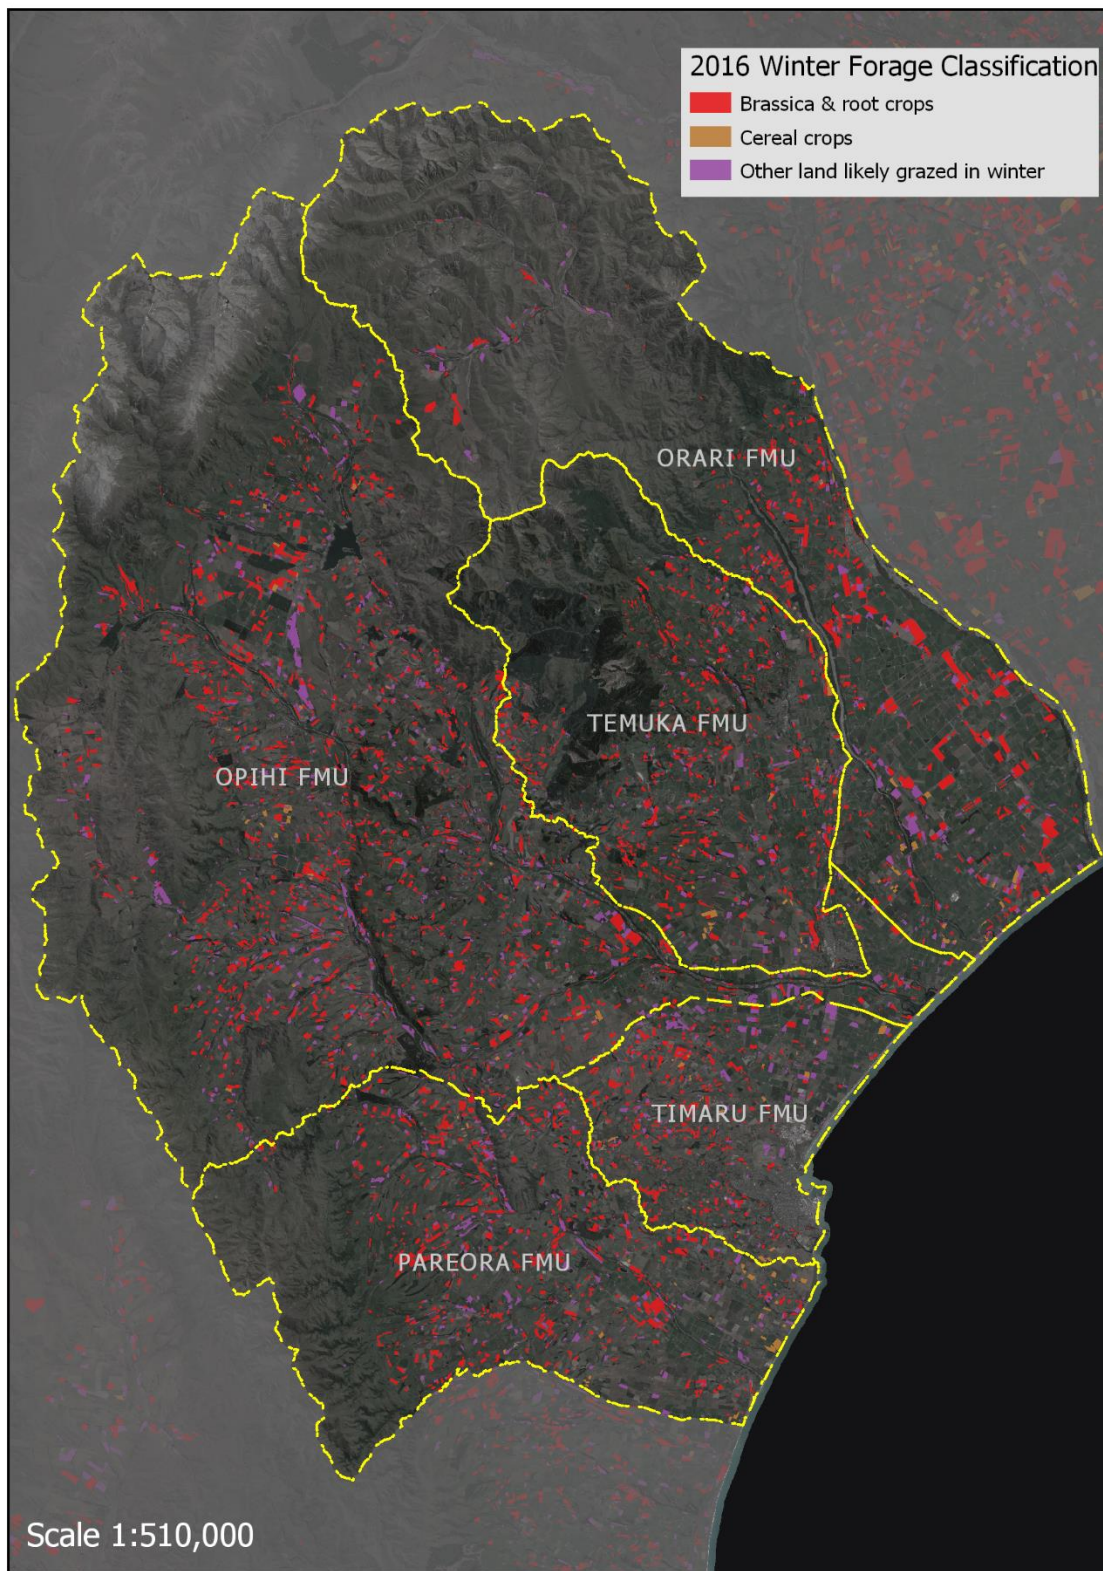 2016 Winter Forage Classification
Brassica & root crops
Cereal crops
Other land likely grazed in winter
ORARI FMU
TEMUKA FMU
OPIHI FMU
TIMARU FMU
PAREORA FMU
Scale 1:510,000